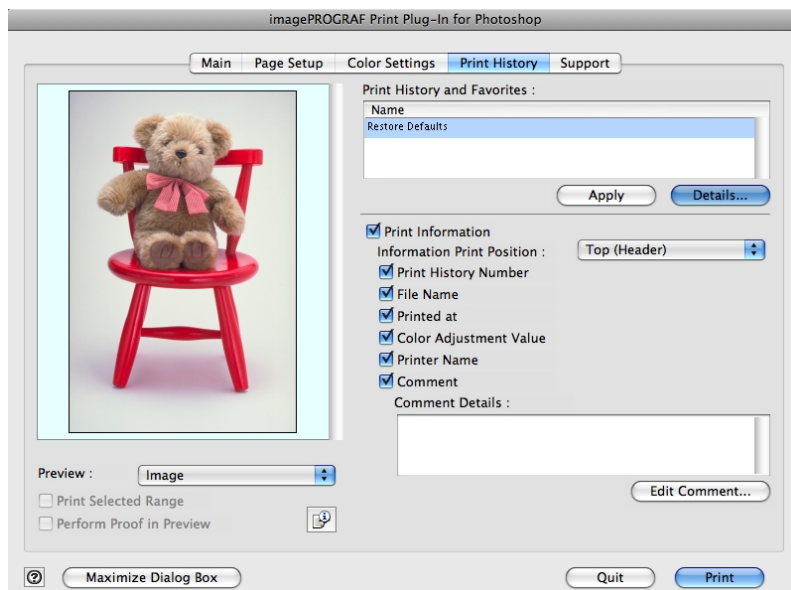 imagePROGRAF Print Plug-In for Photoshop
Main Page Setup Color Settings Print History Support
Print History and Favorites :
Name
Restore Defaults
Apply Details...
Print Information
Information Print Position : Top (Header)
Print History Number
File Name
Printed at
Color Adjustment Value
Printer Name
Comment
Comment Details :
Edit Comment...
Preview : Image
Print Selected Range
Perform Proof in Preview
? Maximize Dialog Box Quit Print